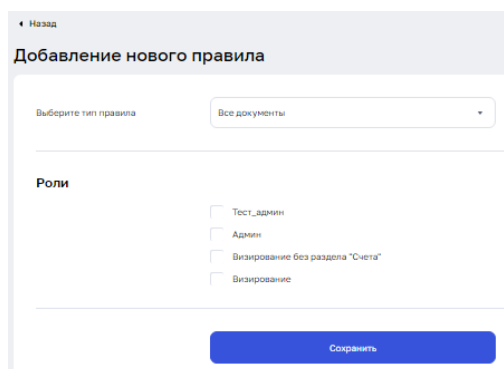 Назад
Добавление нового правила
Выберите тип правила
Все документы
Роли
Тест_админ
Админ
Визирование без раздела "Счета"
Визирование
Сохранить